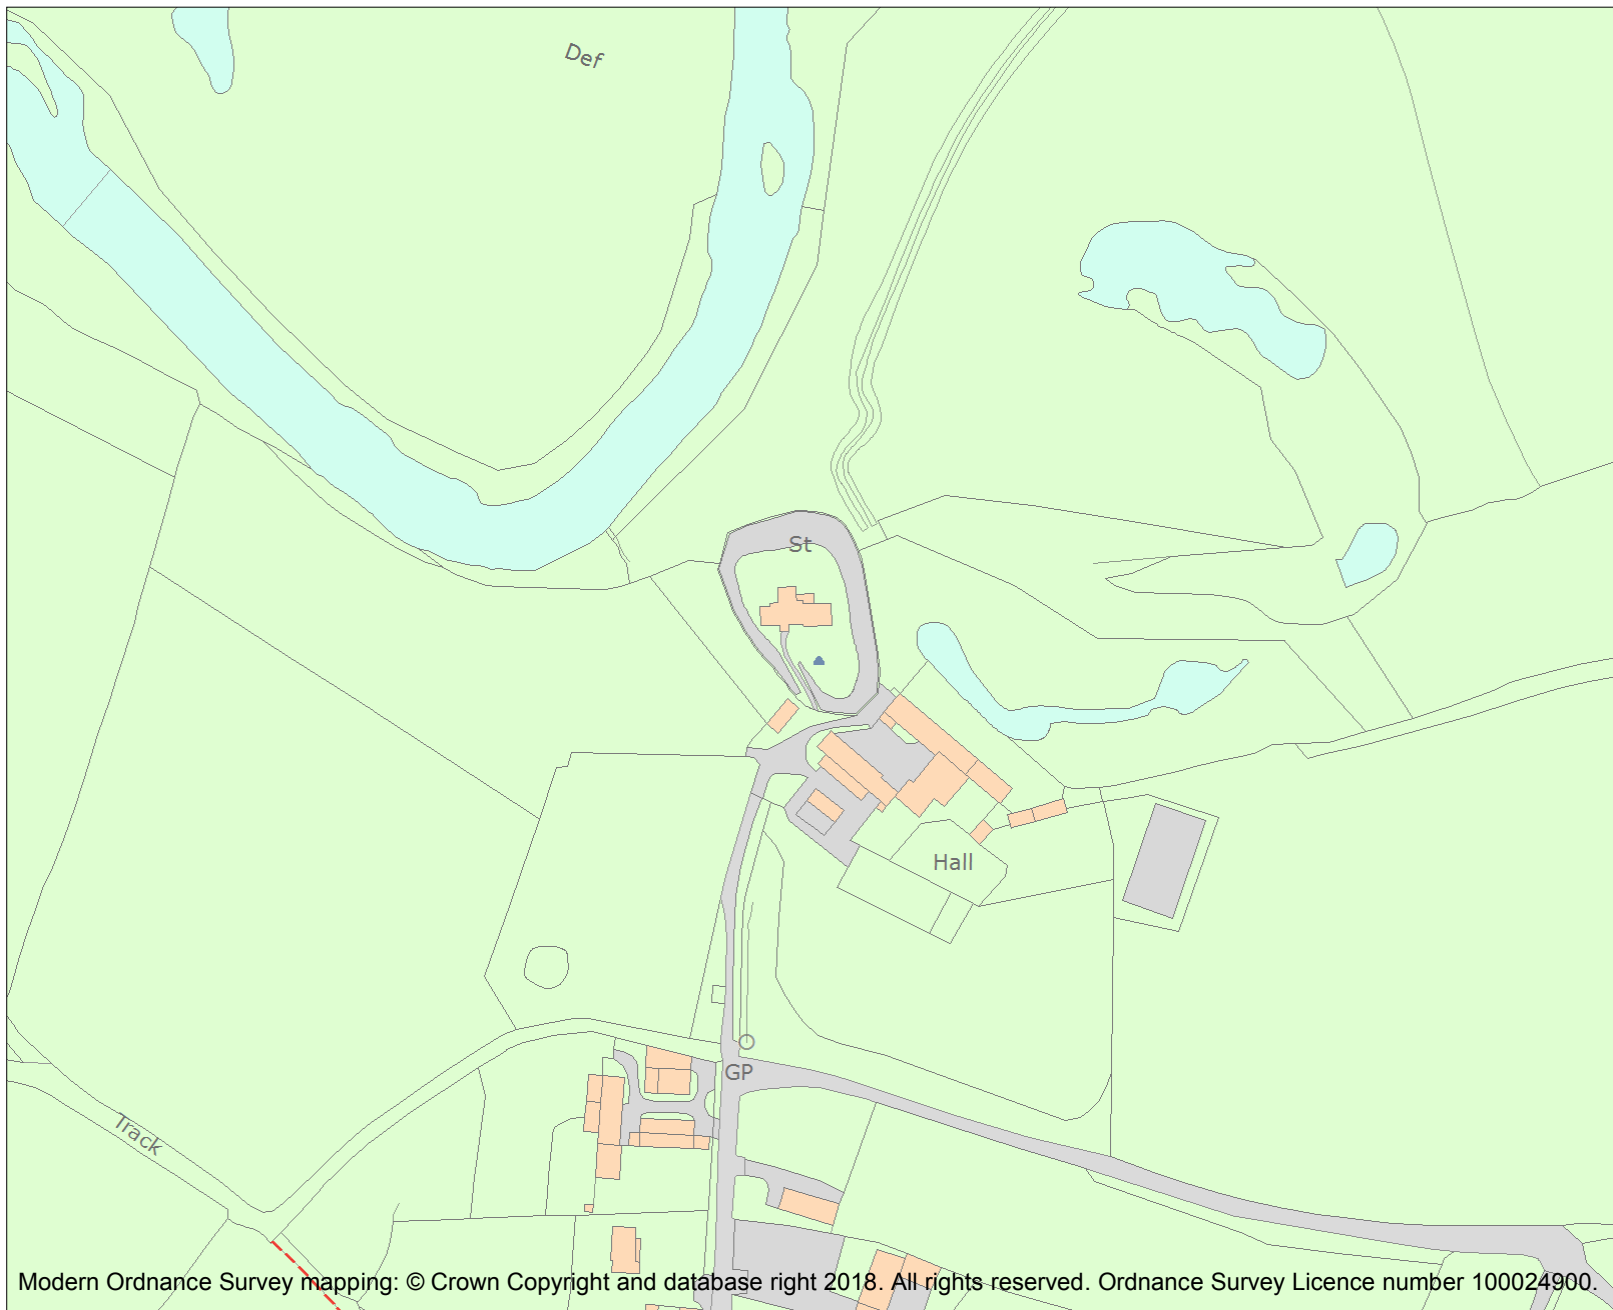 Def
St
Hall
GP
Track
Modern Ordnance Survey mapping: © Crown Copyright and database right 2018. All rights reserved. Ordnance Survey Licence number 100024900.